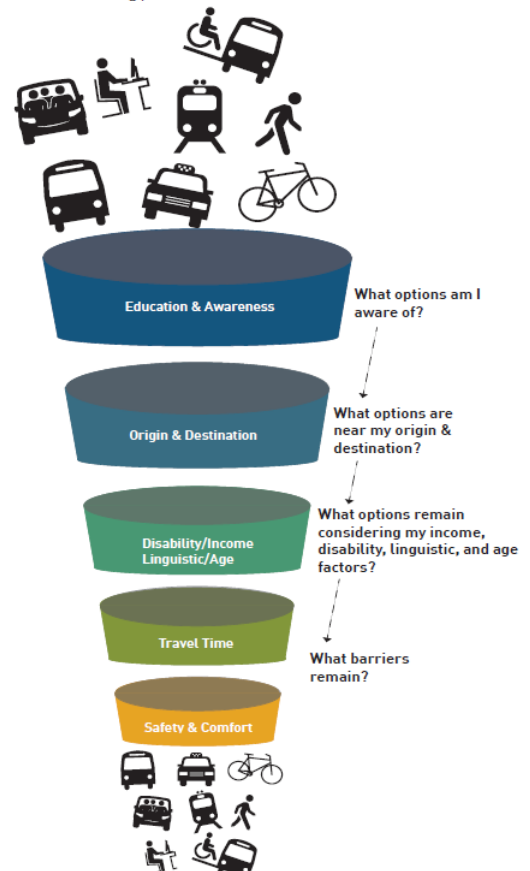 Education & Awareness
What options am I
aware of?
Origin & Destination
What options are
near my origin &
destination?
Disability/Income
Linguistic/Age
What options remain
considering my income,
disability, linguistic, and age
factors?
Travel Time
What barriers
remain?
Safety & Comfort